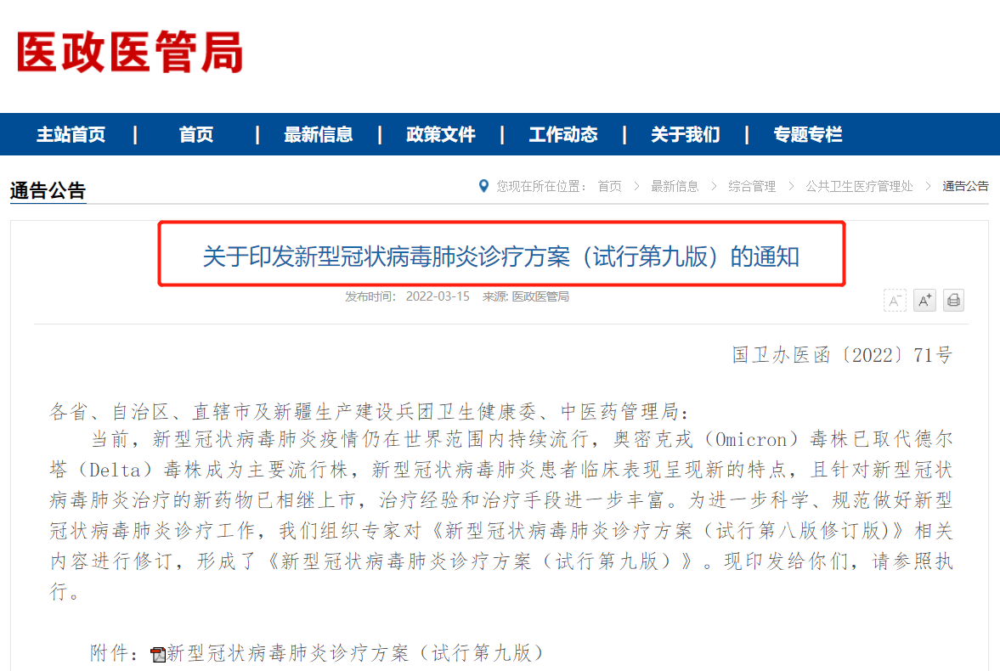 医政医管局
主站首页 | 首页 | 最新信息 | 政策文件 | 工作动态 | 关于我们 | 专题专栏
通告公告
您现在所在位置： 首页 > 最新信息 > 综合管理 > 公共卫生医疗管理处 > 通告公告
关于印发新型冠状病毒肺炎诊疗方案（试行第九版）的通知
发布时间： 2022-03-15 来源: 医政医管局
A- A+
国卫办医函〔2022〕71号
各省、自治区、直辖市及新疆生产建设兵团卫生健康委、中医药管理局：
当前，新型冠状病毒肺炎疫情仍在世界范围内持续流行，奥密克戎（Omicron）毒株已取代德尔
塔（Delta）毒株成为主要流行株，新型冠状病毒肺炎患者临床表现呈现新的特点，且针对新型冠状
病毒肺炎治疗的新药物已相继上市，治疗经验和治疗手段进一步丰富。为进一步科学、规范做好新型
冠状病毒肺炎诊疗工作，我们组织专家对《新型冠状病毒肺炎诊疗方案（试行第八版修订版)》相关
内容进行修订，形成了《新型冠状病毒肺炎诊疗方案（试行第九版）》。现印发给你们，请参照执
行。
附件：新型冠状病毒肺炎诊疗方案（试行第九版）